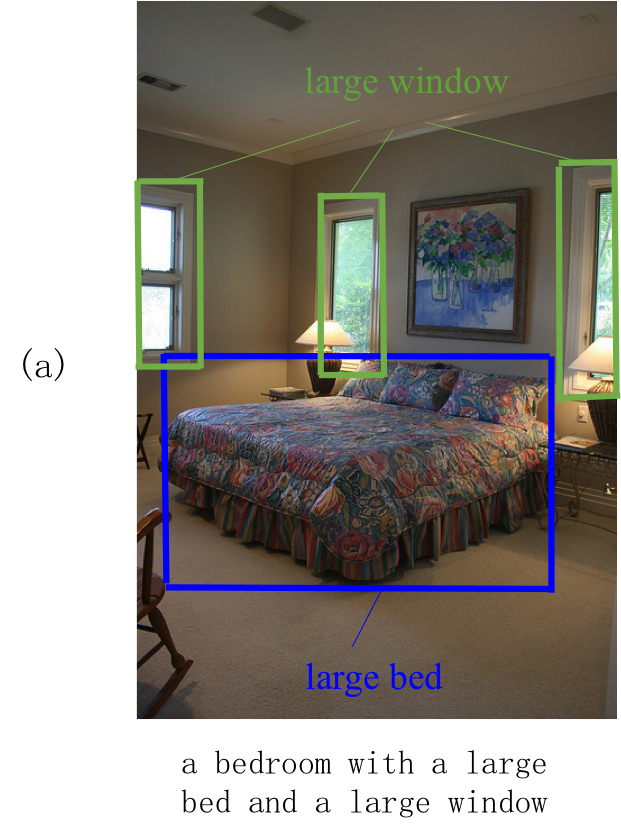 large window
(a)
large bed
a bedroom with a large
bed and a large window